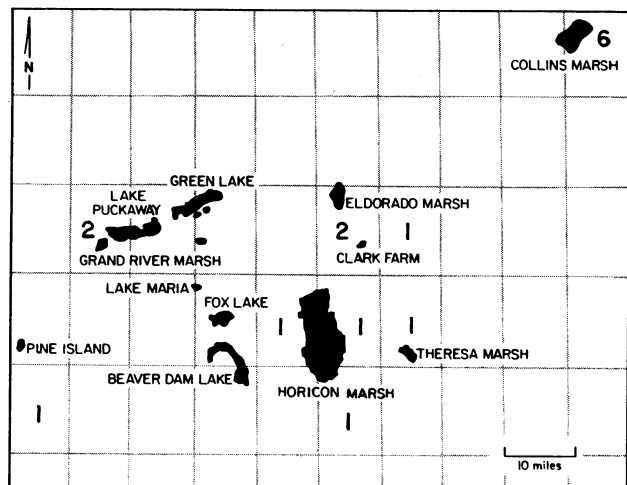 N
6
COLLINS MARSH
GREEN LAKE
LAKE
PUCKAWAY
ELDORADO MARSH
2
2
1
GRAND RIVER MARSH
CLARK FARM
LAKE MARIA
FOX LAKE
1
1
1
PINE ISLAND
THERESA MARSH
BEAVER DAM LAKE
HORICON MARSH
1
1
10 miles